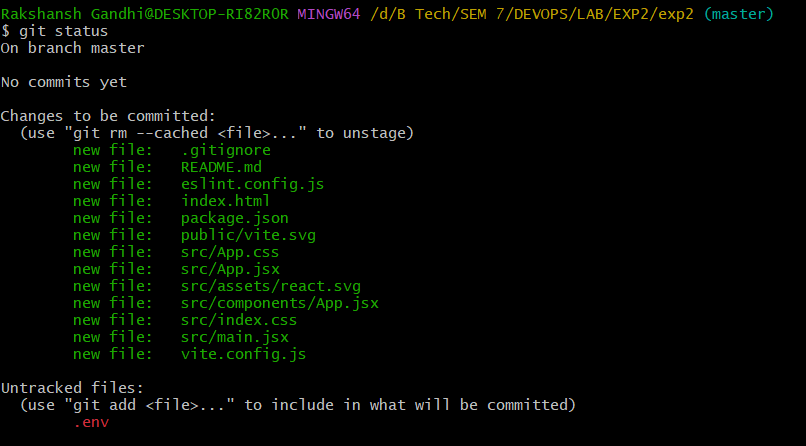 Rakshansh Gandhi@DESKTOP-RI82ROR MINGW64 /d/B Tech/SEM 7/DEVOPS/LAB/EXP2/exp2 (master)
$ git status
On branch master
No commits yet
Changes to be committed:
  (use "git rm --cached <file>..." to unstage)
        new file:   .gitignore
        new file:   README.md
        new file:   eslint.config.js
        new file:   index.html
        new file:   package.json
        new file:   public/vite.svg
        new file:   src/App.css
        new file:   src/App.jsx
        new file:   src/assets/react.svg
        new file:   src/components/App.jsx
        new file:   src/index.css
        new file:   src/main.jsx
        new file:   vite.config.js
Untracked files:
  (use "git add <file>..." to include in what will be committed)
        .env